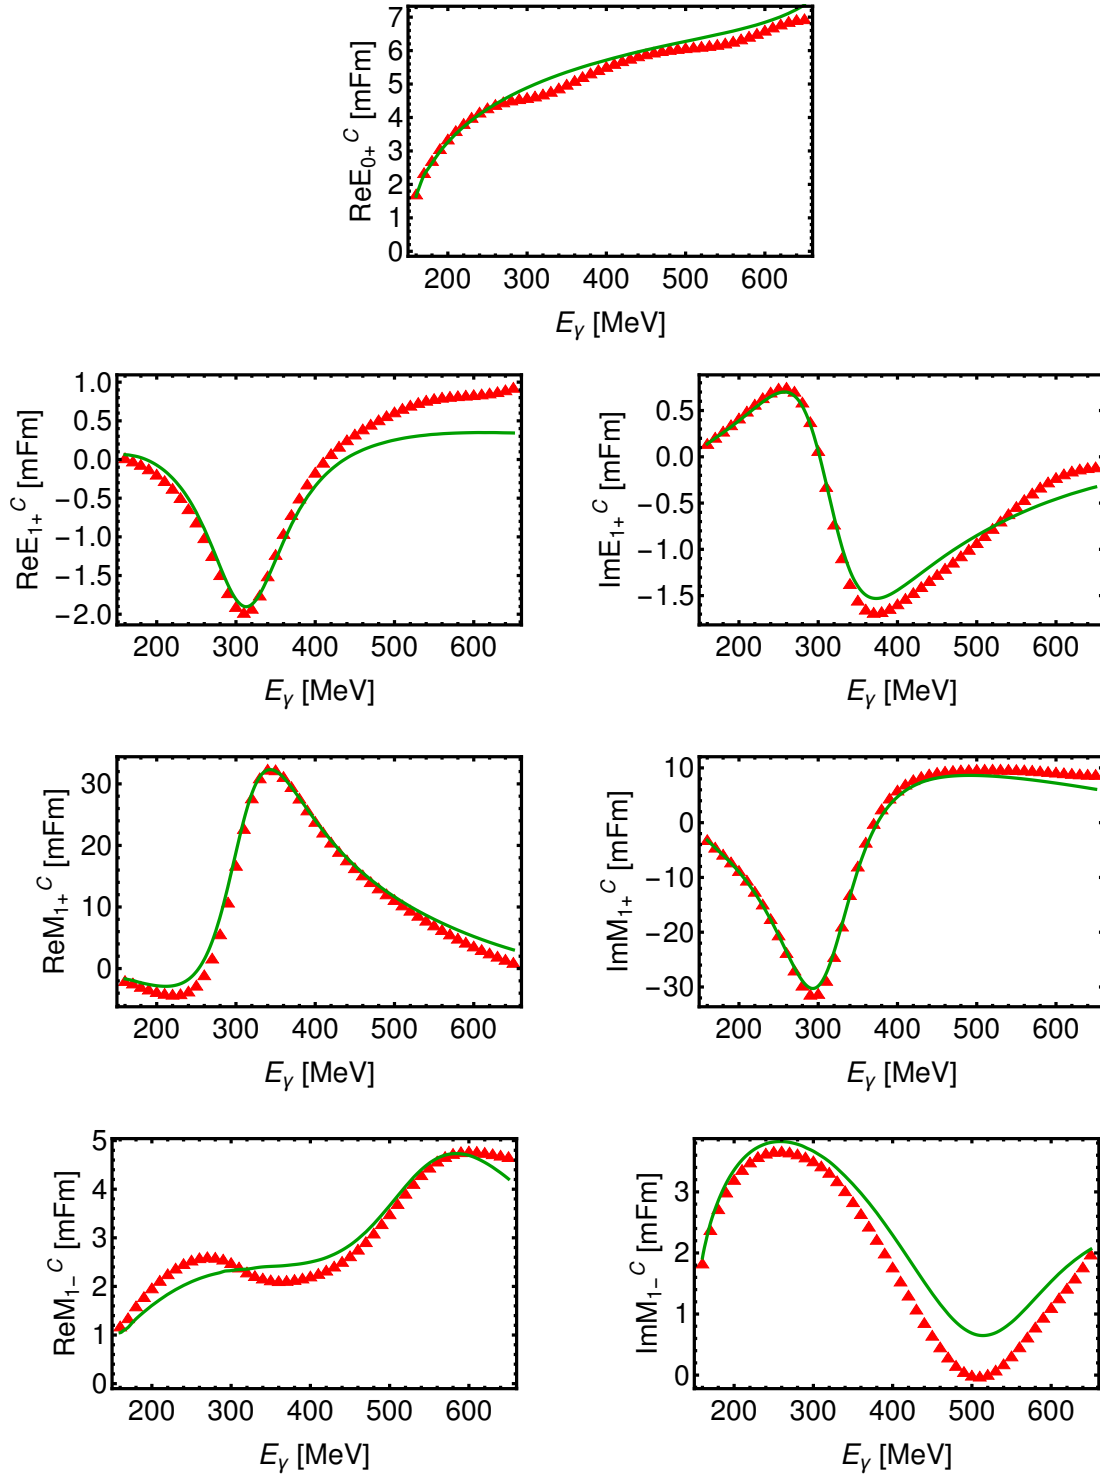 7
6
5
4
3
2
1
0
ReE0+^C [mFm]
200 300 400 500 600
Eγ [MeV]
1.0
0.5
0.0
−0.5
−1.0
−1.5
−2.0
ReE1+^C [mFm]
200 300 400 500 600
Eγ [MeV]
0.5
0.0
−0.5
−1.0
−1.5
ImE1+^C [mFm]
200 300 400 500 600
Eγ [MeV]
30
20
10
0
ReM1+^C [mFm]
200 300 400 500 600
Eγ [MeV]
10
0
−10
−20
−30
ImM1+^C [mFm]
200 300 400 500 600
Eγ [MeV]
5
4
3
2
1
0
ReM1−^C [mFm]
200 300 400 500 600
Eγ [MeV]
3
2
1
0
ImM1−^C [mFm]
200 300 400 500 600
Eγ [MeV]